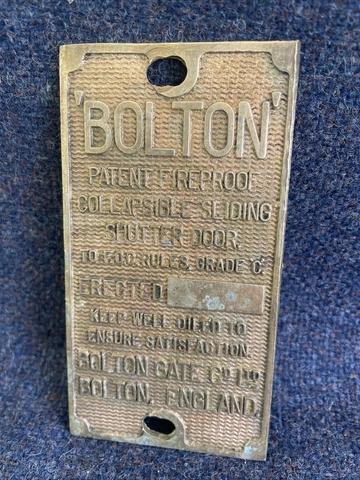 'BOLTON'
PATENT FIREPROOF
COLLAPSIBLE SLIDING
SHUTTER DOOR.
TO F.O.C. RULES, GRADE 'C'
ERECTED
KEEP WELL OILED TO
ENSURE SATISFACTION.
BOLTON GATE CO LTD
BOLTON, ENGLAND.